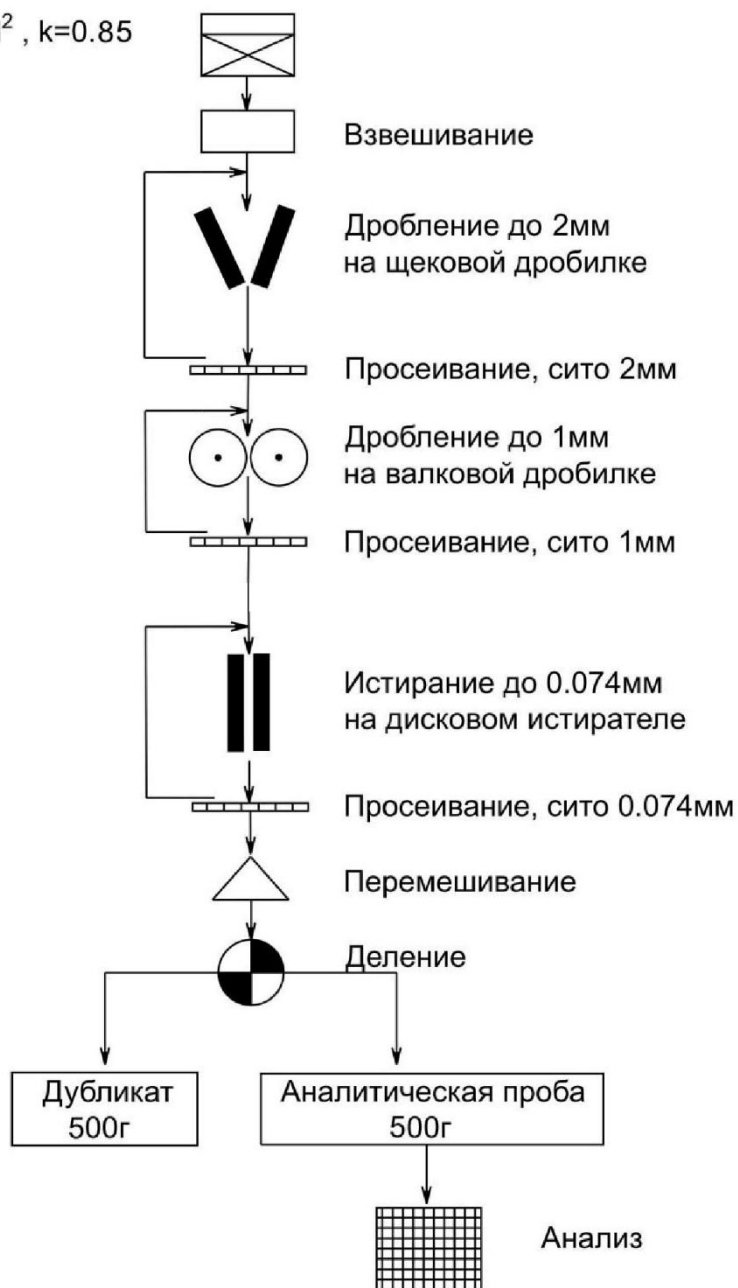 ², k=0.85
Взвешивание
Дробление до 2мм
на щековой дробилке
Просеивание, сито 2мм
Дробление до 1мм
на валковой дробилке
Просеивание, сито 1мм
Истирание до 0.074мм
на дисковом истирателе
Просеивание, сито 0.074мм
Перемешивание
Деление
Дубликат
500г
Аналитическая проба
500г
Анализ